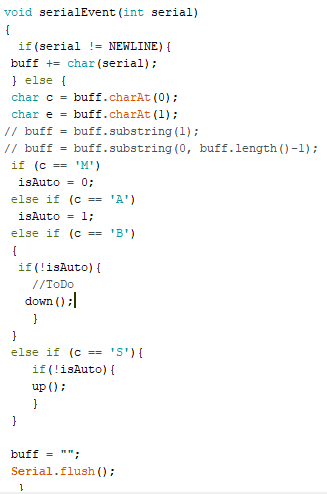 void serialEvent(int serial)
{
if(serial != NEWLINE){
buff += char(serial);
} else {
char c = buff.charAt(0);
char e = buff.charAt(1);
// buff = buff.substring(1);
// buff = buff.substring(0, buff.length()-1);
if (c == 'M')
isAuto = 0;
else if (c == 'A')
isAuto = 1;
else if (c == 'B')
{
if(!isAuto){
//ToDo
down();
}
}
else if (c == 'S'){
if(!isAuto){
up();
}
}
buff = "";
Serial.flush();
}